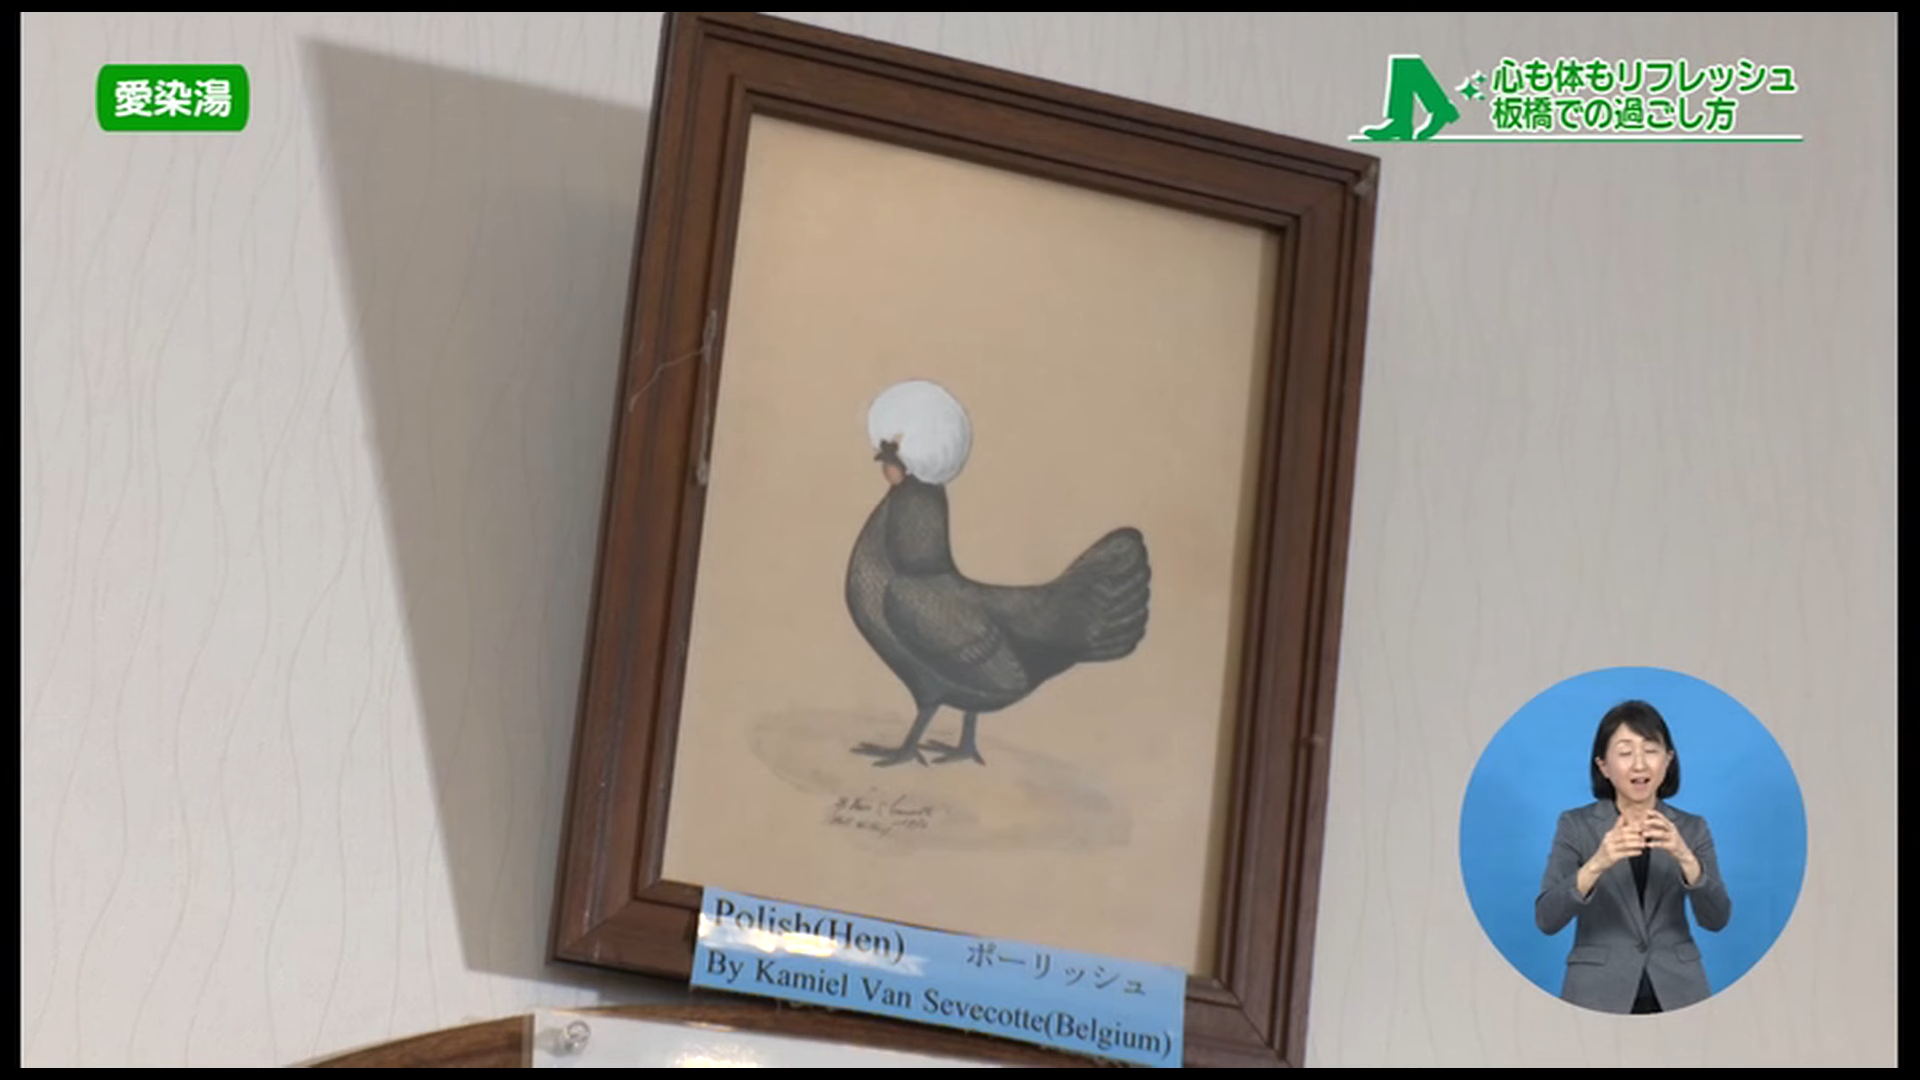 愛染湯
心も体もリフレッシュ
板橋での過ごし方
Polish(Hen) ポーリッシュ
By Kamiel Van Sevecotte(Belgium)